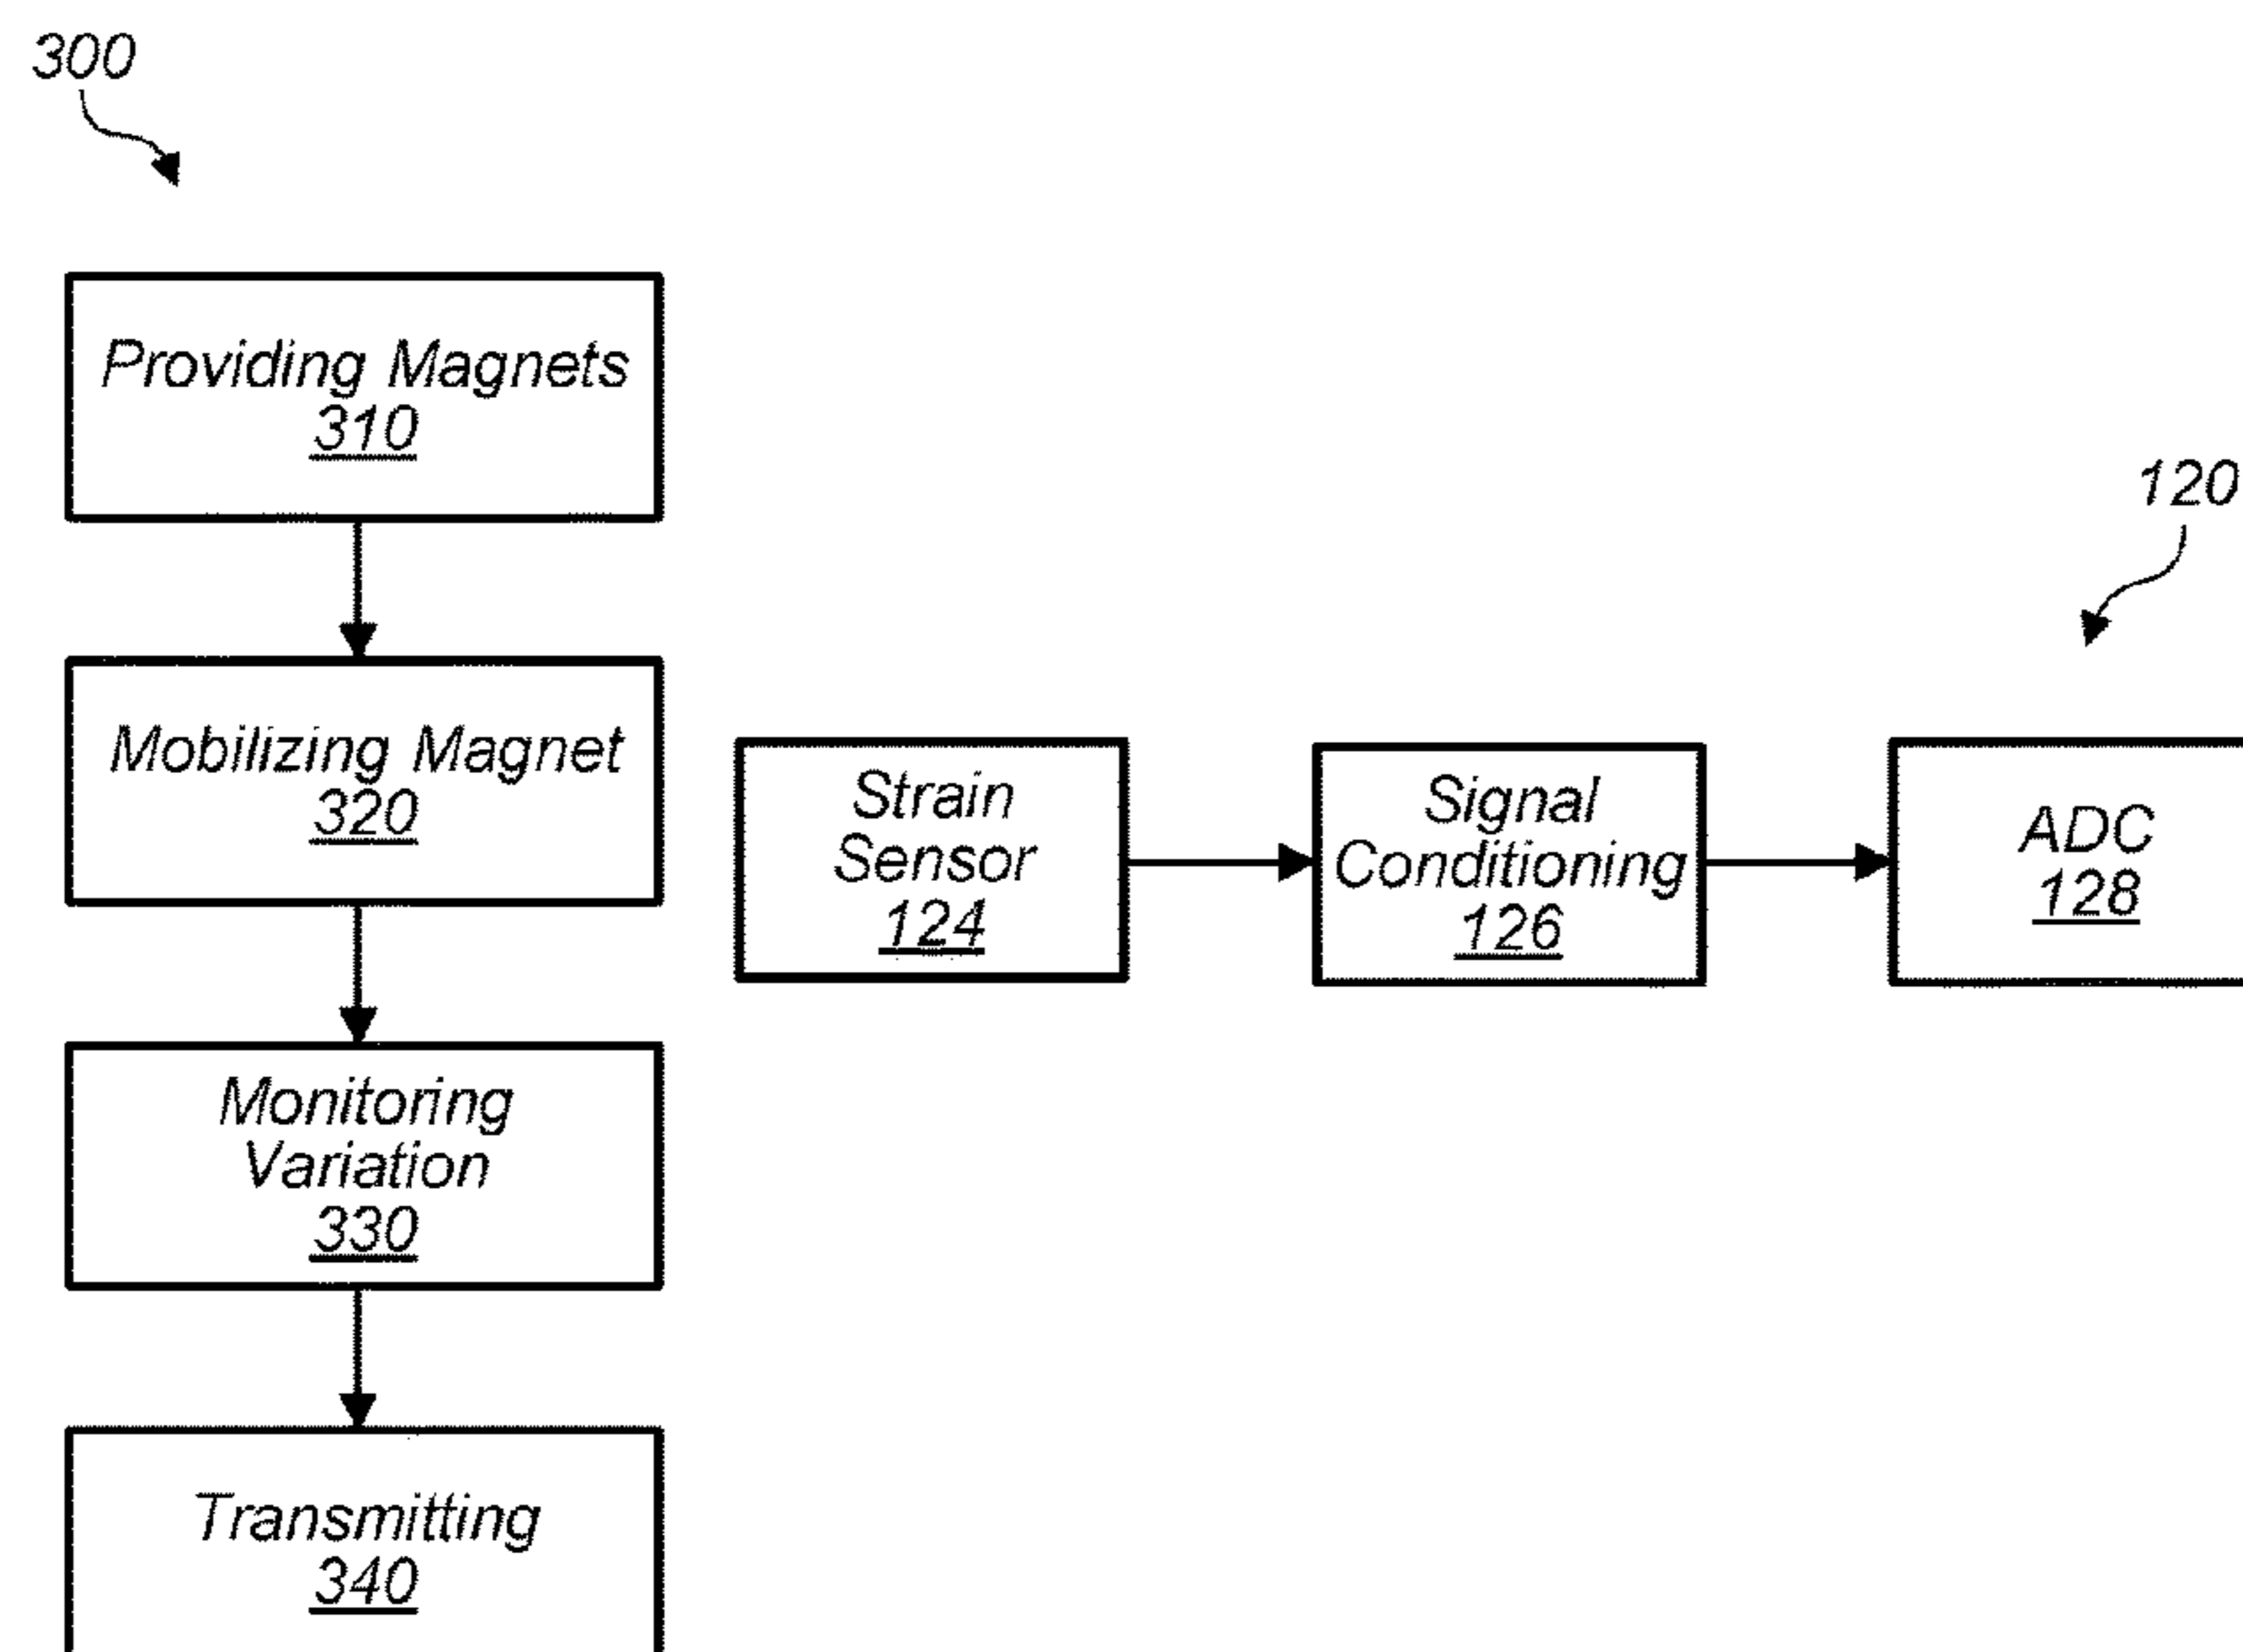 300
Providing Magnets
310
Mobilizing Magnet
320
Monitoring
Variation
330
Transmitting
340
120
Strain
Sensor
124
Signal
Conditioning
126
ADC
128